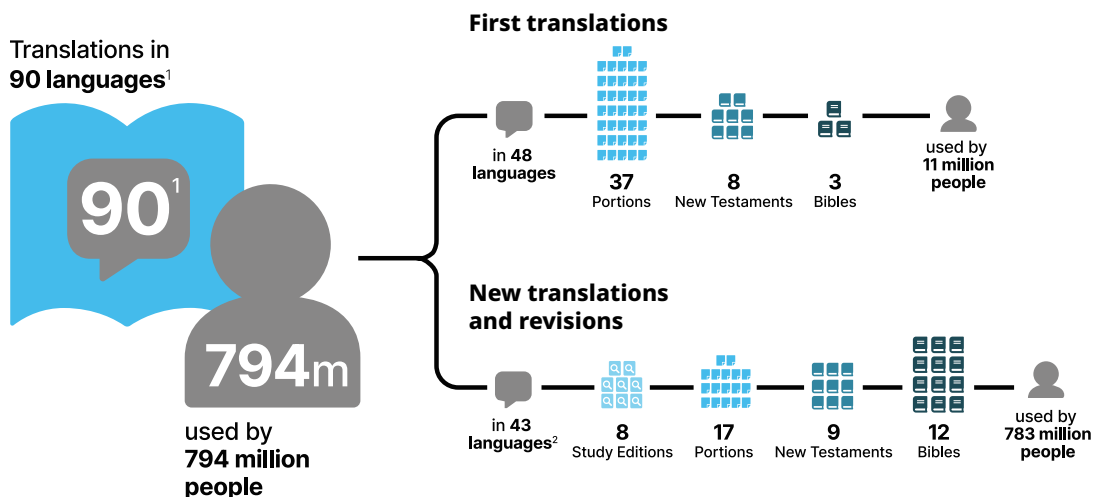 Translations in
90 languages¹
90¹
794m
used by
794 million
people
First translations
in 48
languages
37
Portions
8
New Testaments
3
Bibles
used by
11 million
people
New translations
and revisions
in 43
languages²
8
Study Editions
17
Portions
9
New Testaments
12
Bibles
used by
783 million
people